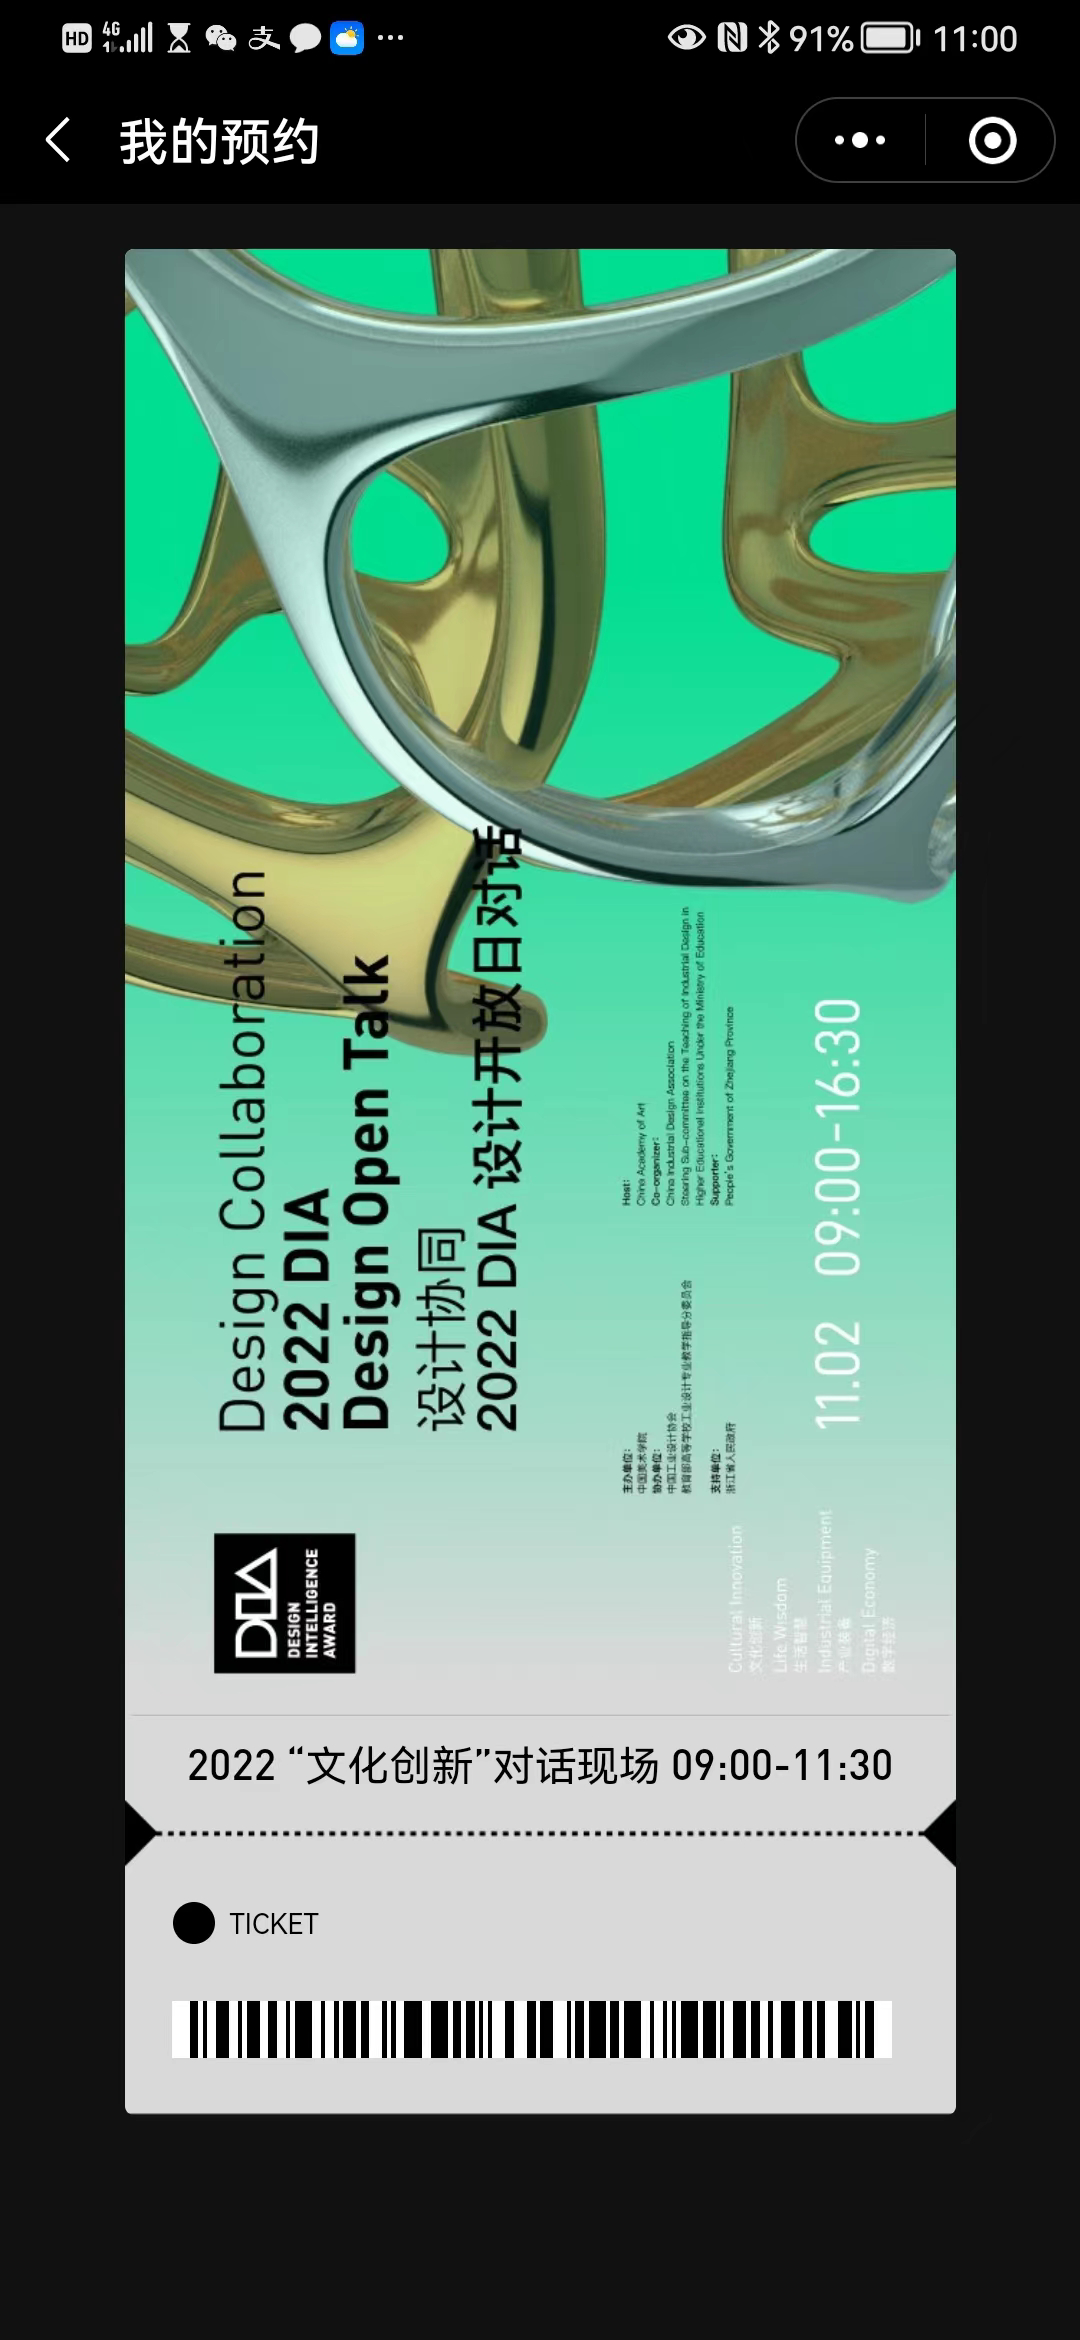 HD 4G 91% 11:00
我的预约
Design Collaboration
2022 DIA
Design Open Talk
设计协同
2022 DIA 设计开放日对话
Host:
China Academy of Art
Co-organizer:
China Industrial Design Association
Steering Sub-committee on the Teaching of Industrial Design in
Higher Educational Institutions Under the Ministry of Education
Supporter:
People's Government of Zhejiang Province
主办单位:
中国美术学院
协办单位:
中国工业设计协会
教育部高等学校工业设计专业教学指导分委员会
支持单位:
浙江省人民政府
11.02 09:00-16:30
DIA
DESIGN
INTELLIGENCE
AWARD
Cultural Innovation
文化创新
Life Wisdom
生活智慧
Industrial Equipment
产业装备
Digital Economy
数字经济
2022 “文化创新”对话现场 09:00-11:30
TICKET